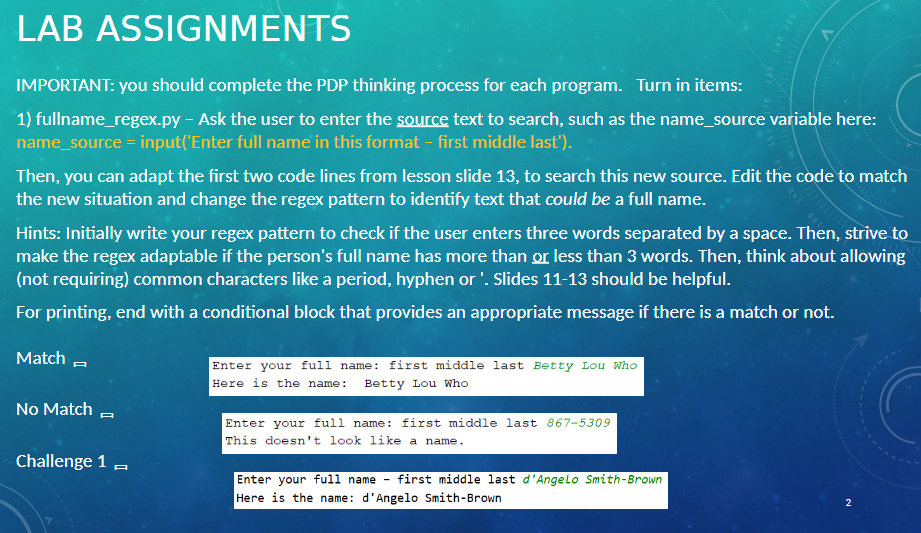 LAB ASSIGNMENTS
IMPORTANT: you should complete the PDP thinking process for each program. Turn in items:
1) fullname_regex.py – Ask the user to enter the source text to search, such as the name_source variable here:
name_source = input('Enter full name in this format – first middle last').
Then, you can adapt the first two code lines from lesson slide 13, to search this new source. Edit the code to match
the new situation and change the regex pattern to identify text that could be a full name.
Hints: Initially write your regex pattern to check if the user enters three words separated by a space. Then, strive to
make the regex adaptable if the person's full name has more than or less than 3 words. Then, think about allowing
(not requiring) common characters like a period, hyphen or '. Slides 11-13 should be helpful.
For printing, end with a conditional block that provides an appropriate message if there is a match or not.
Match
Enter your full name: first middle last Betty Lou Who
Here is the name:  Betty Lou Who
No Match
Enter your full name: first middle last 867-5309
This doesn't look like a name.
Challenge 1
Enter your full name – first middle last d'Angelo Smith-Brown
Here is the name: d'Angelo Smith-Brown
2